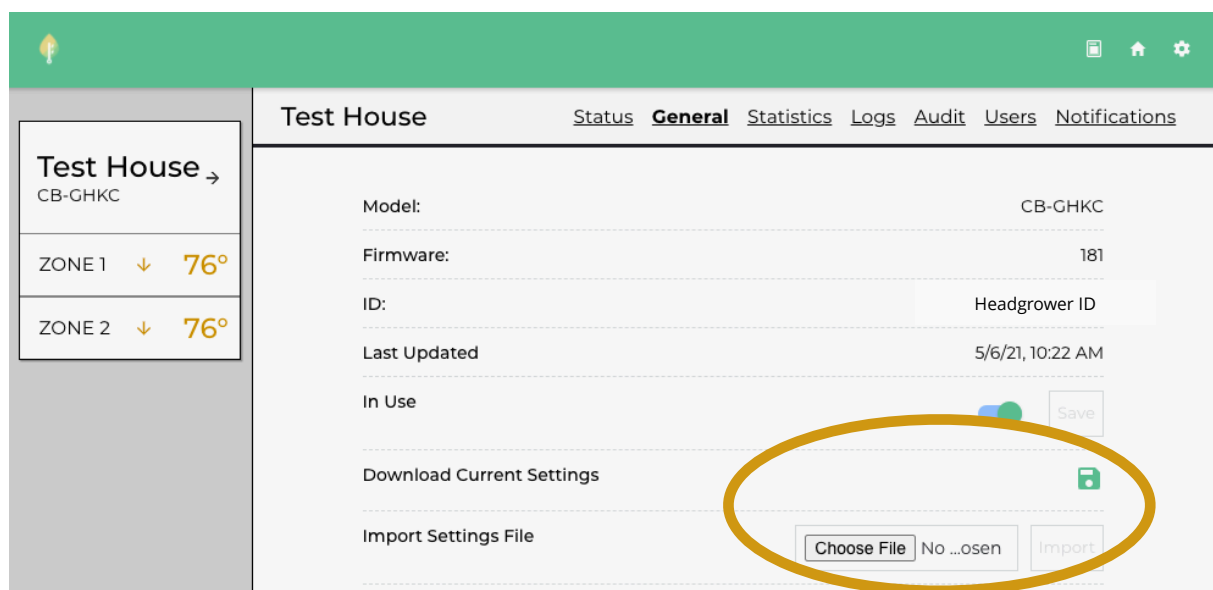 Test House → CB-GHKC
ZONE 1 ↓ 76°
ZONE 2 ↓ 76°
Test House Status General Statistics Logs Audit Users Notifications
Model: CB-GHKC
Firmware: 181
ID: Headgrower ID
Last Updated 5/6/21, 10:22 AM
In Use Save
Download Current Settings
Import Settings File Choose File No ...osen Import